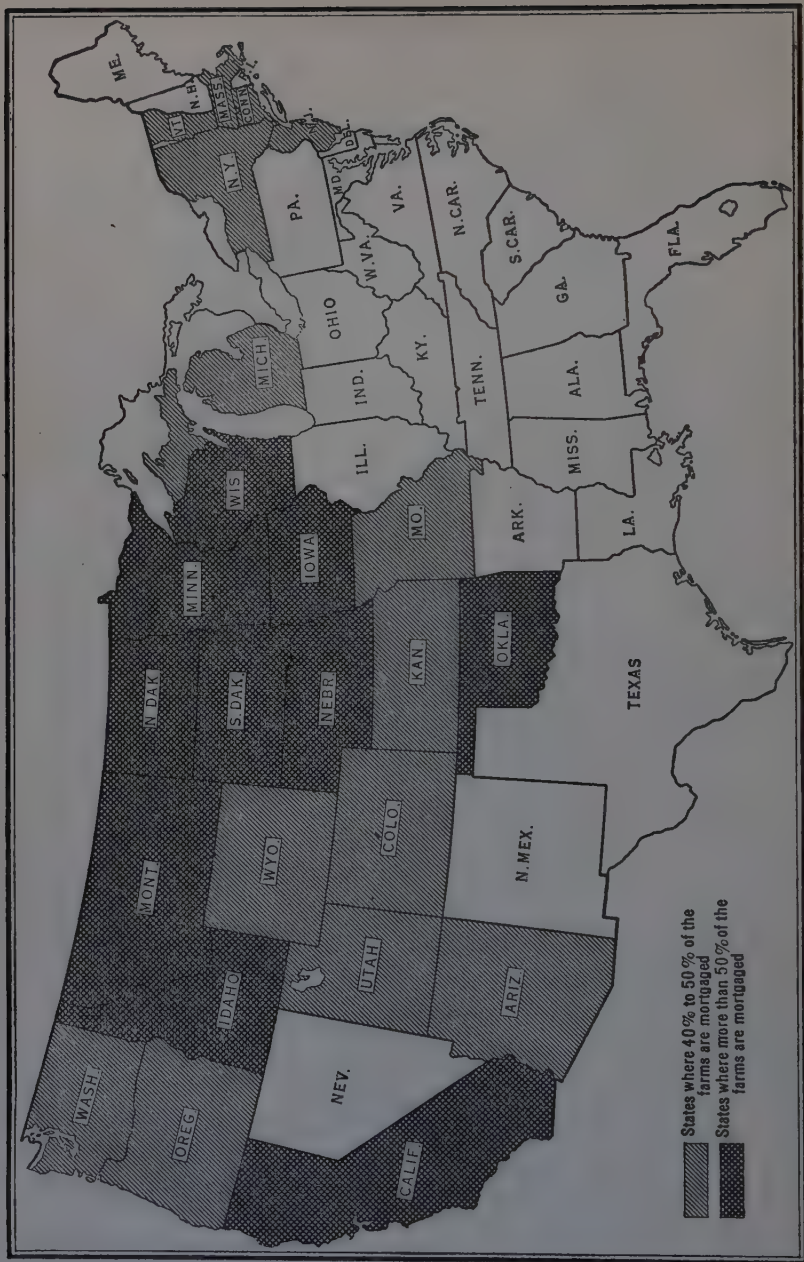 WASH.
OREG.
CALIF.
NEV.
IDAHO
MONT
WYO.
UTAH
ARIZ
COLO.
N.MEX.
N.DAK
S.DAK
NEBR.
KAN.
OKLA
TEXAS
MINN.
IOWA
MO.
ARK.
LA.
WIS
ILL.
MICH.
IND.
OHIO
KY.
TENN.
MISS.
ALA.
GA.
FLA.
S.CAR.
N.CAR.
VA.
W.VA.
MD.
DEL.
PA.
N.J.
N.Y.
VT.
N.H.
MASS.
CONN.
ME.
States where 40% to 50% of the
farms are mortgaged
States where more than 50% of the
farms are mortgaged